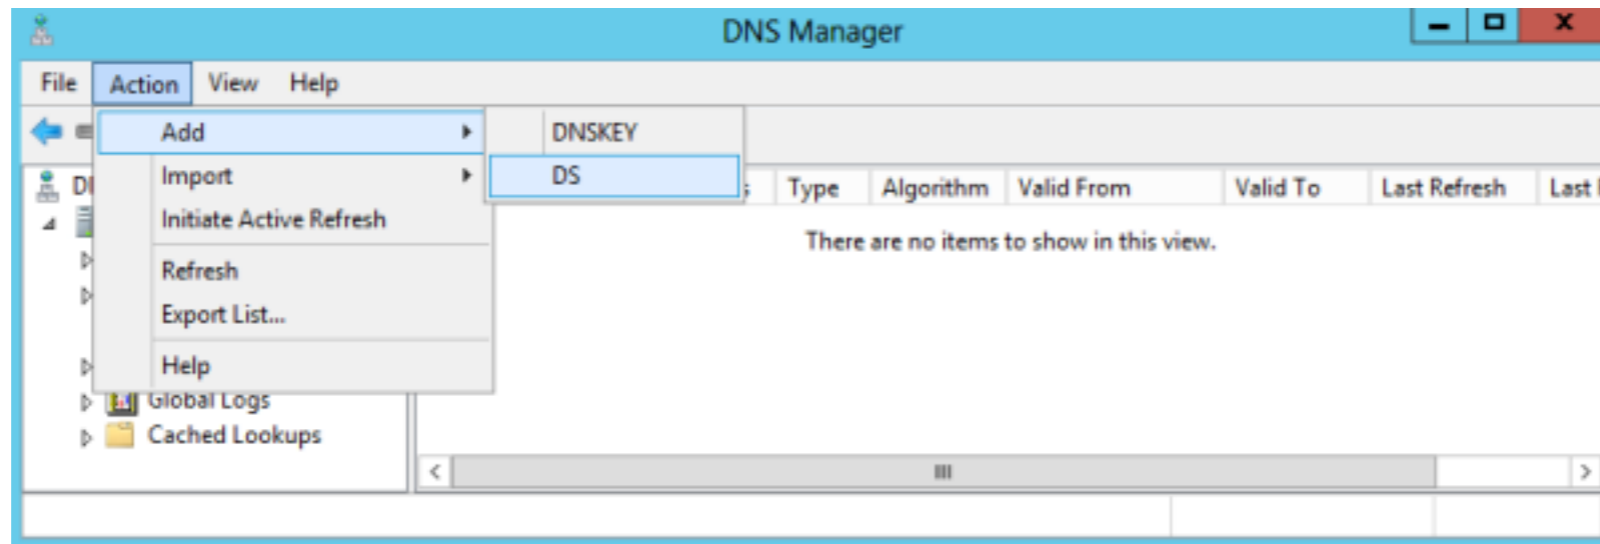 DNS Manager
File Action View Help
Add DNSKEY
Import DS
Type Algorithm Valid From Valid To Last Refresh Last
Initiate Active Refresh
There are no items to show in this view.
Refresh
Export List...
Help
Global Logs
Cached Lookups